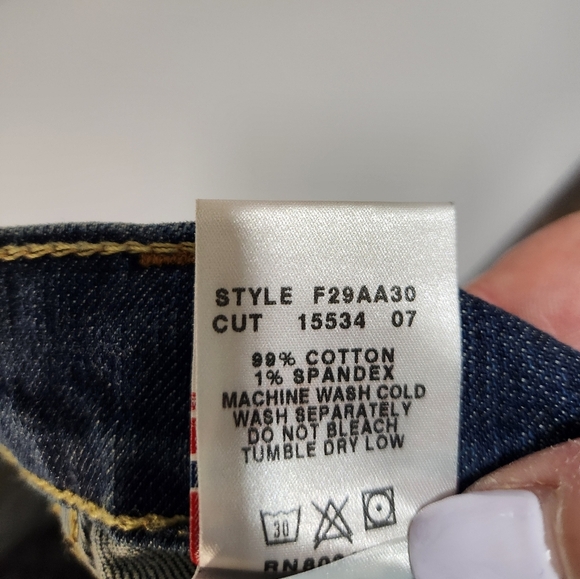 STYLE F29AA30
CUT 15534 07
99% COTTON
1% SPANDEX
MACHINE WASH COLD
WASH SEPARATELY
DO NOT BLEACH
TUMBLE DRY LOW
30